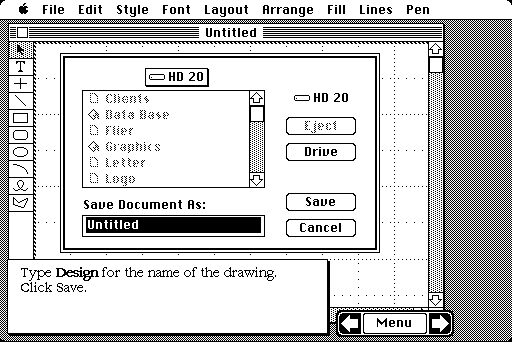 File Edit Style Font Layout Arrange Fill Lines Pen
Untitled
T
HD 20
Clients
Data Base
Flier
Graphics
Letter
Logo
HD 20
Eject
Drive
Save Document As:
Untitled
Save
Cancel
Type Design for the name of the drawing.
Click Save.
Menu